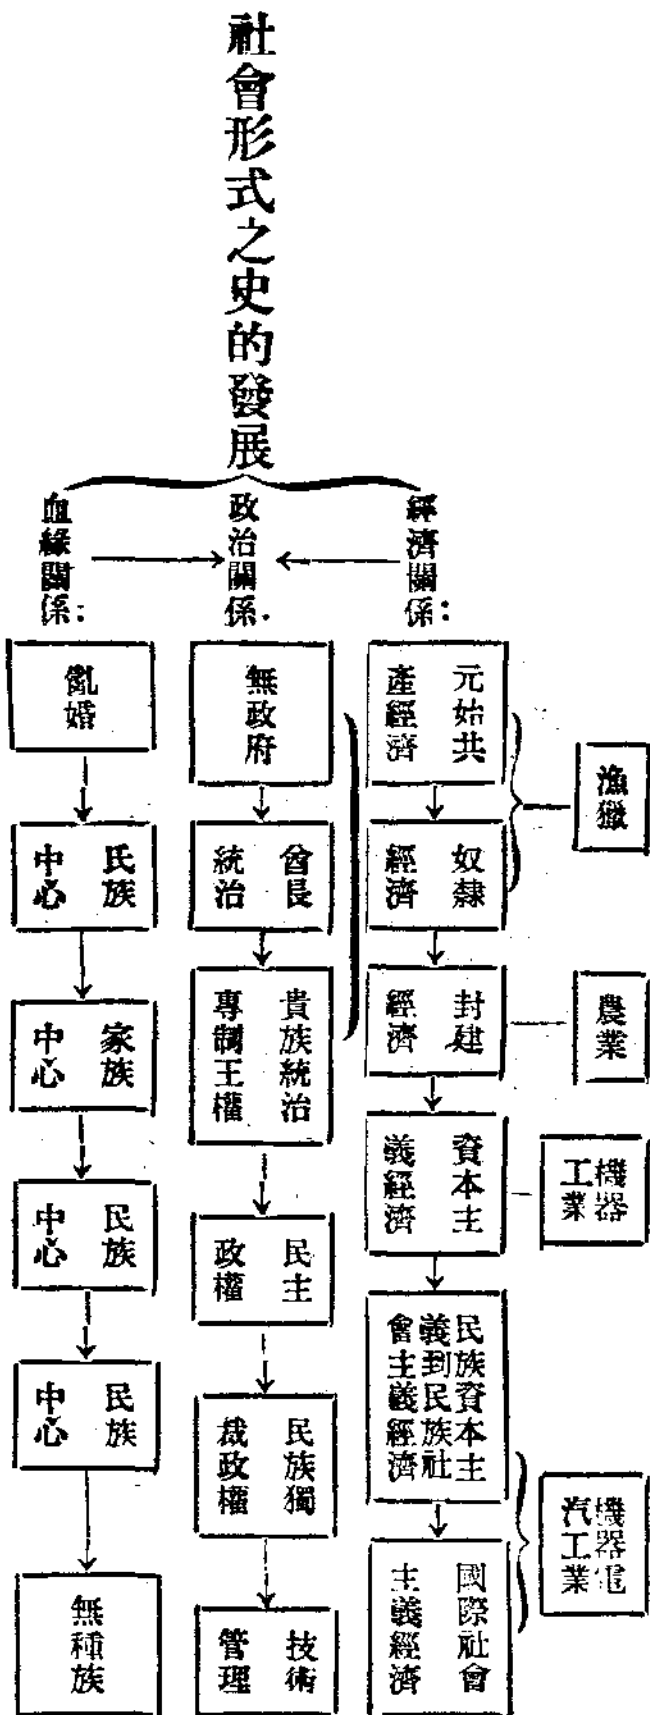 社會形式之史的發展
經濟關係：
元始共
產經濟
奴隸
經濟
封建
經濟
資本主
義經濟
民族資本主
義到民族社
會主義經濟
國際社會
主義經濟
漁獵
農業
機器
工業
機器電
汽工業
政治關係．
無政府
酋長
統治
貴族統治
專制王權
民主
政權
民族獨
裁政權
技術
管理
血緣關係：
亂婚
氏族
中心
家族
中心
民族
中心
民族
中心
無種族